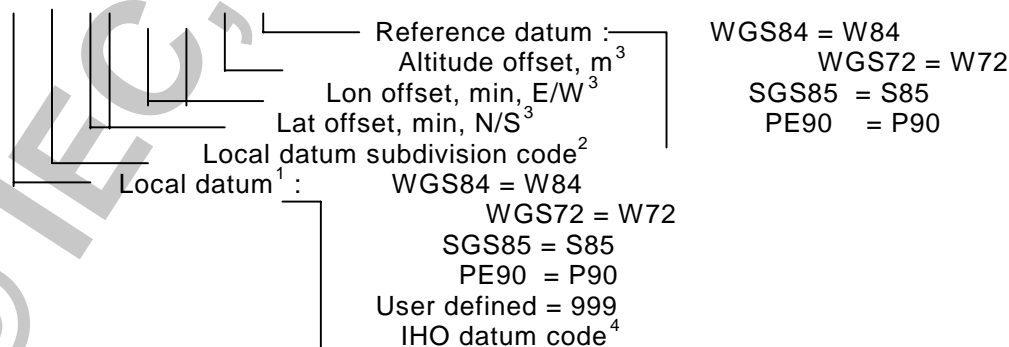 Reference datum : WGS84 = W84
Altitude offset, m³ WGS72 = W72
Lon offset, min, E/W³ SGS85 = S85
Lat offset, min, N/S³ PE90 = P90
Local datum subdivision code²
Local datum¹ : WGS84 = W84
WGS72 = W72
SGS85 = S85
PE90 = P90
User defined = 999
IHO datum code⁴
© IEC,